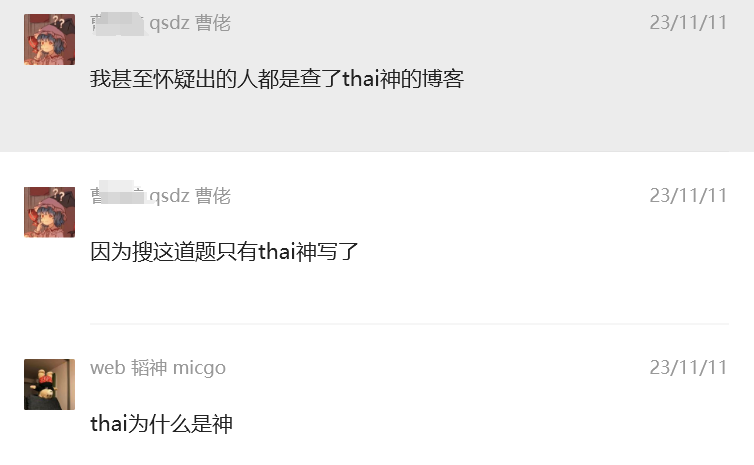 曹 qsdz 曹佬 23/11/11
我甚至怀疑出的人都是查了thai神的博客
曹 qsdz 曹佬 23/11/11
因为搜这道题只有thai神写了
web 韬神 micgo 23/11/11
thai为什么是神